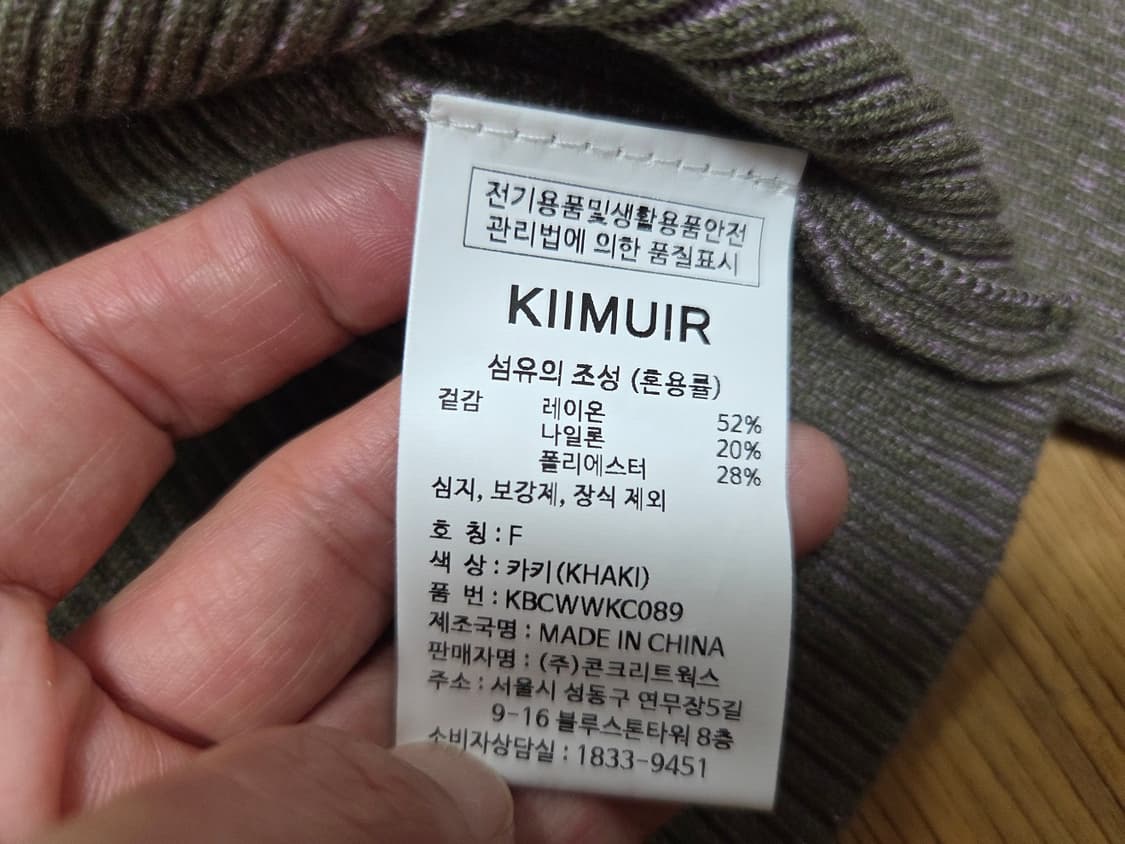 전기용품및생활용품안전
관리법에 의한 품질표시
KIIMUIR
섬유의 조성 (혼용률)
겉감 레이온 52%
나일론 20%
폴리에스터 28%
심지, 보강제, 장식 제외
호 칭 : F
색 상 : 카키(KHAKI)
품 번 : KBCWWKC089
제조국명 : MADE IN CHINA
판매자명 : (주)콘크리트웍스
주소 : 서울시 성동구 연무장5길
9-16 블루스톤타워 8층
소비자상담실 : 1833-9451